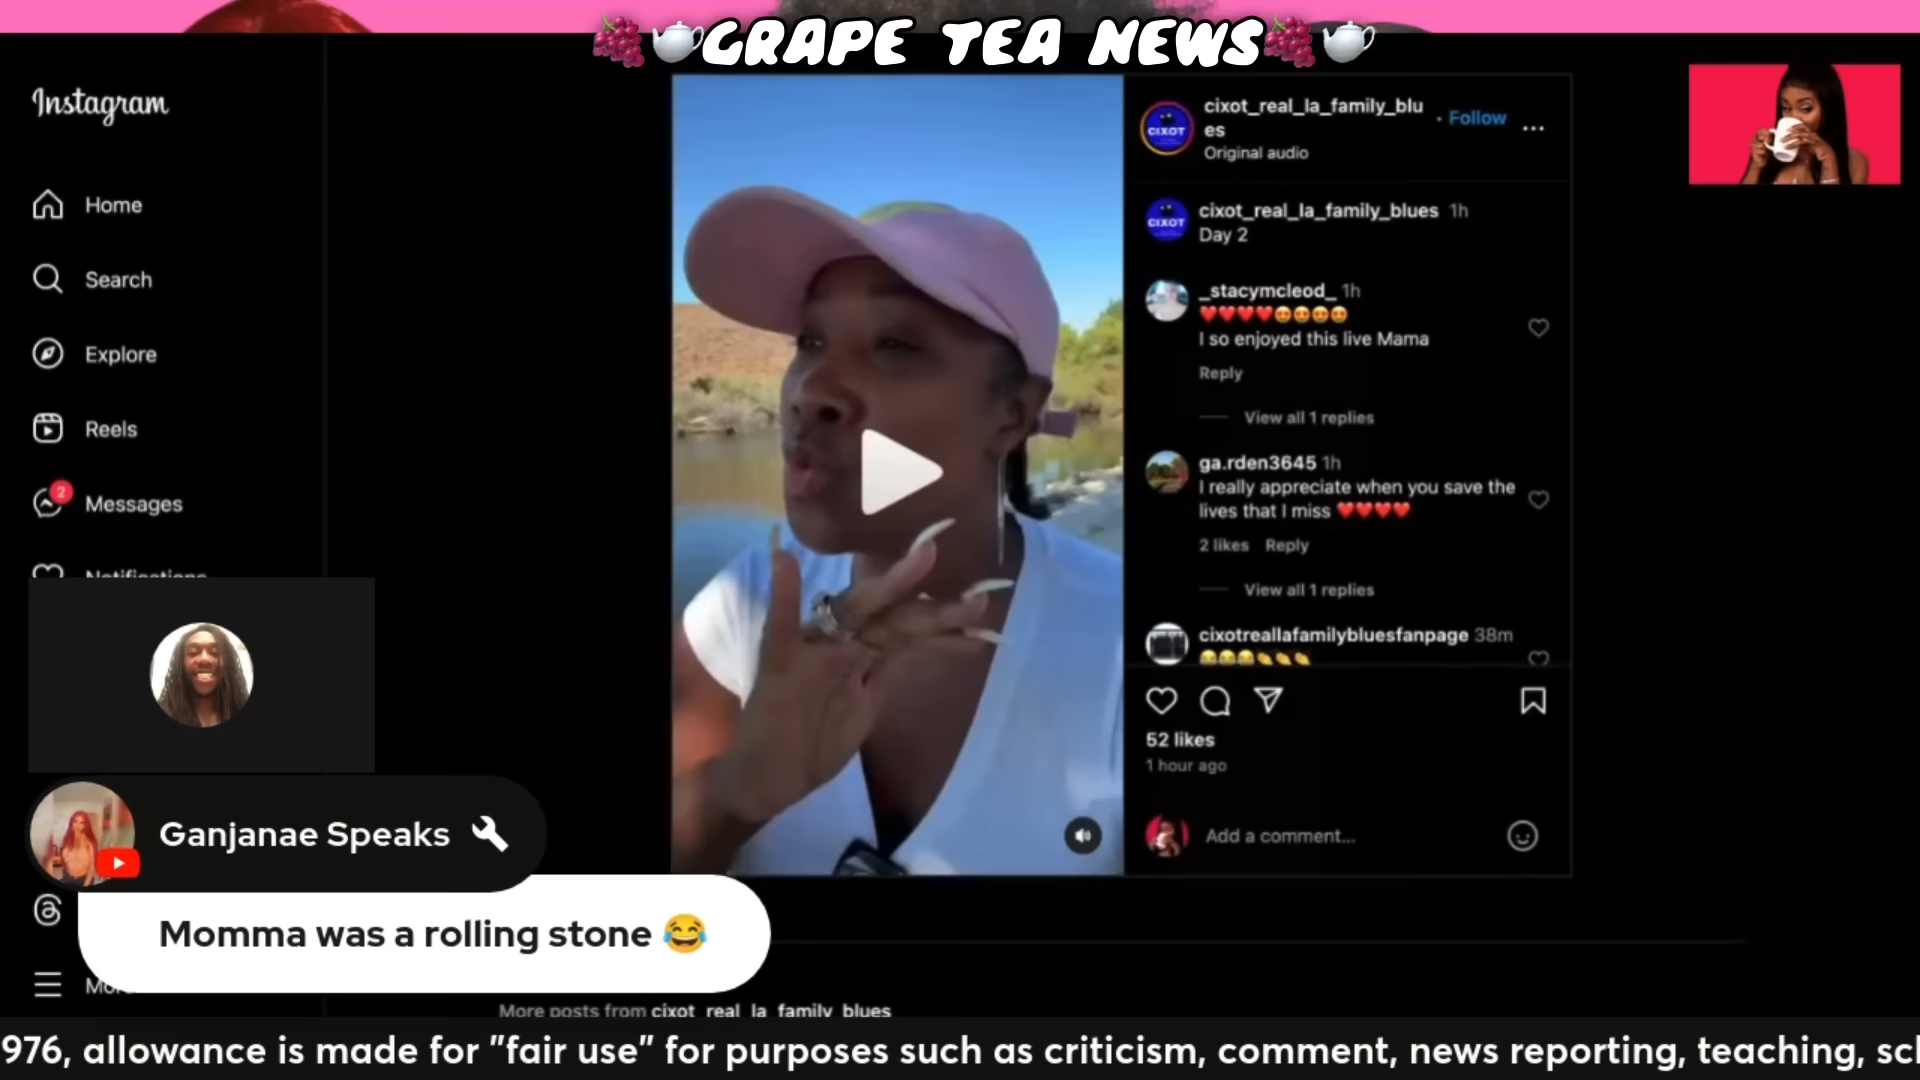 GRAPE TEA NEWS
Instagram
Home
Search
Explore
Reels
2
Messages
Notifications
CIXOT
cixot_real_la_family_blu
es
• Follow
Original audio
CIXOT
cixot_real_la_family_blues 1h
Day 2
_stacymcleod_ 1h
❤️❤️❤️❤️😍😍😍😍
I so enjoyed this live Mama
Reply
View all 1 replies
ga.rden3645 1h
I really appreciate when you save the
lives that I miss ❤️❤️❤️❤️
2 likes Reply
View all 1 replies
cixotreallafamilybluesfanpage 38m
😂😂😂👏👏👏
52 likes
1 hour ago
Add a comment...
Ganjanae Speaks
Momma was a rolling stone 😂
More posts from cixot_real_la_family_blues
976, allowance is made for "fair use" for purposes such as criticism, comment, news reporting, teaching, scl